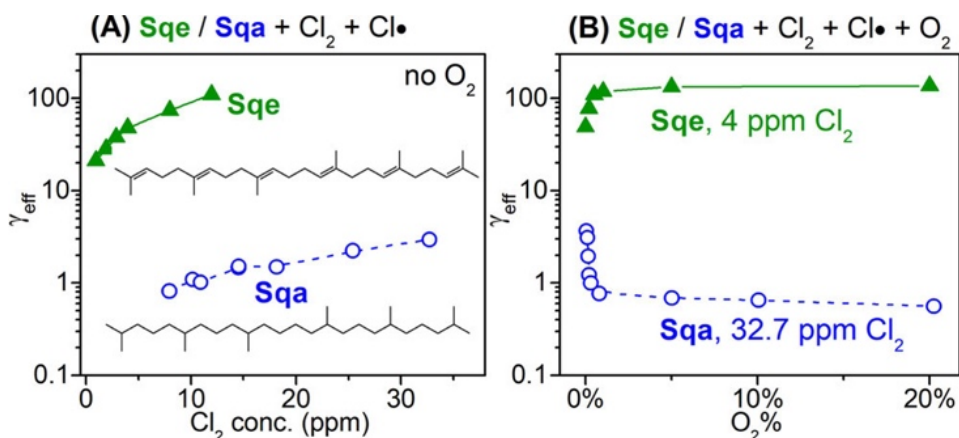 (A) Sqe / Sqa + Cl₂ + Cl•
no O₂
Sqe
Sqa
γeff
100
10
1
0.1
0
10
20
30
Cl₂ conc. (ppm)
(B) Sqe / Sqa + Cl₂ + Cl• + O₂
Sqe, 4 ppm Cl₂
Sqa, 32.7 ppm Cl₂
γeff
100
10
1
0.1
0%
10%
20%
O₂%